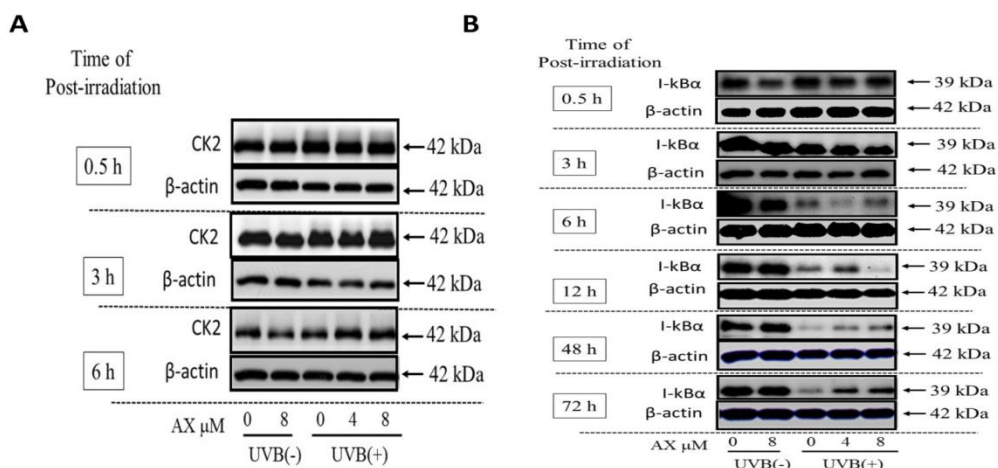 A
Time of
Post-irradiation
0.5 h
CK2
42 kDa
β-actin
42 kDa
3 h
CK2
42 kDa
β-actin
42 kDa
6 h
CK2
42 kDa
β-actin
42 kDa
AX μM 0 8 0 4 8
UVB(-) UVB(+)
B
Time of
Post-irradiation
0.5 h
I-kBα
39 kDa
β-actin
42 kDa
3 h
I-kBα
39 kDa
β-actin
42 kDa
6 h
I-kBα
39 kDa
β-actin
42 kDa
12 h
I-kBα
39 kDa
β-actin
42 kDa
48 h
I-kBα
39 kDa
β-actin
42 kDa
72 h
I-kBα
39 kDa
β-actin
42 kDa
AX μM 0 8 0 4 8
UVB(-) UVB(+)